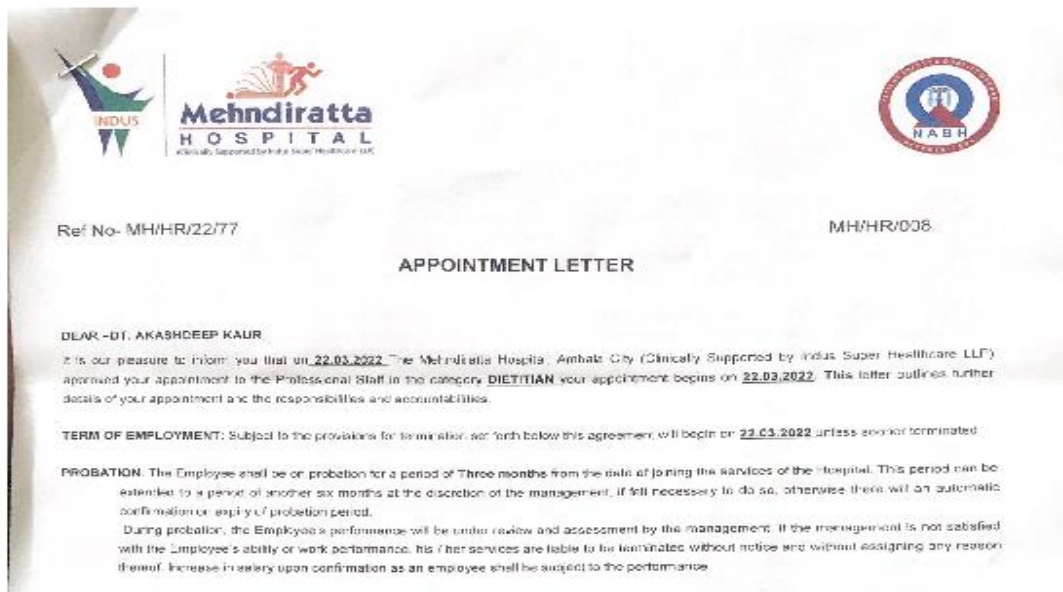 INDUS
Mehndiratta
HOSPITAL
(Clinically Supported by Indus Super Healthcare LLP)
NABH
Ref No- MH/HR/22/77
MH/HR/008
APPOINTMENT LETTER
DEAR –DT. AKASHDEEP KAUR
It is our pleasure to inform you that on 22.03.2022 The Mehndiratta Hospital, Ambala City (Clinically Supported by Indus Super Healthcare LLP)
approved your appointment to the Professional Staff in the category DIETITIAN your appointment begins on 22.03.2022. This letter outlines further
details of your appointment and the responsibilities and accountabilities.
TERM OF EMPLOYMENT: Subject to the provisions for termination set forth below this agreement will begin on 22.03.2022 unless sooner terminated
PROBATION: The Employee shall be on probation for a period of Three months from the date of joining the services of the Hospital. This period can be
extended to a period of another six months at the discretion of the management, if felt necessary to do so, otherwise there will an automatic
confirmation on expiry of probation period.
During probation, the Employee's performance will be under review and assessment by the management. If the management is not satisfied
with the Employee's ability or work performance, his / her services are liable to be terminated without notice and without assigning any reason
thereof. Increase in salary upon confirmation as an employee shall be subject to the performance